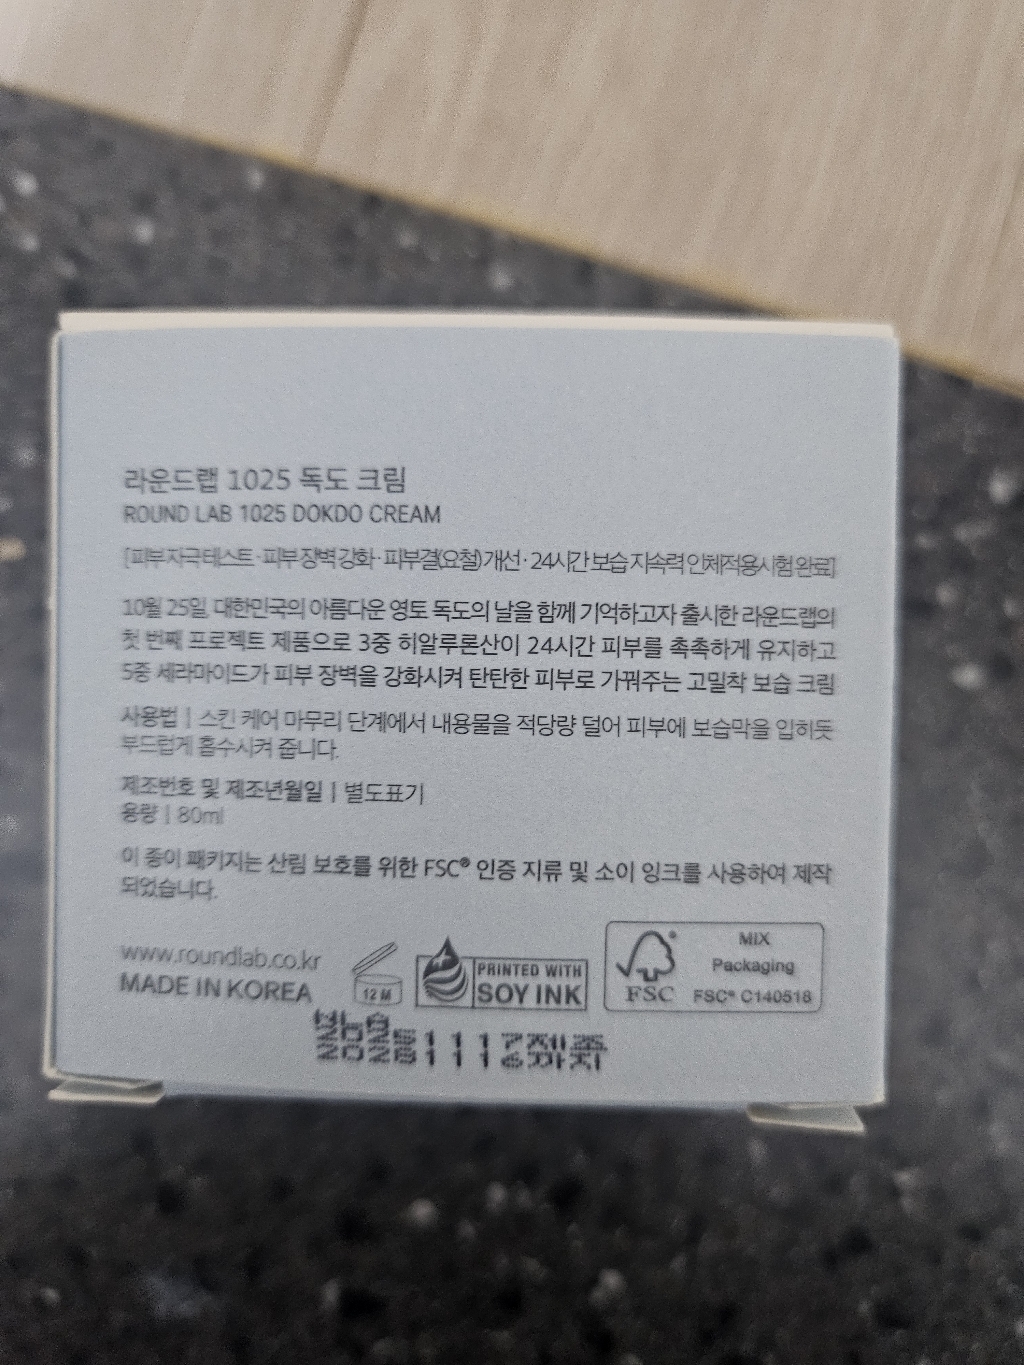 라운드랩 1025 독도 크림
ROUND LAB 1025 DOKDO CREAM
[피부 자극 테스트 · 피부 장벽 강화 · 피부결(요철) 개선 · 24시간 보습 지속력 인체적용시험 완료]
10월 25일, 대한민국의 아름다운 영토 독도의 날을 함께 기억하고자 출시한 라운드랩의
첫 번째 프로젝트 제품으로 3중 히알루론산이 24시간 피부를 촉촉하게 유지하고
5중 세라마이드가 피부 장벽을 강화시켜 탄탄한 피부로 가꿔주는 고밀착 보습 크림
사용법 | 스킨 케어 마무리 단계에서 내용물을 적당량 덜어 피부에 보습막을 입히듯
부드럽게 흡수시켜 줍니다.
제조번호 및 제조년월일 | 별도표기
용량 | 80ml
이 종이 패키지는 산림 보호를 위한 FSC® 인증 지류 및 소이 잉크를 사용하여 제작
되었습니다.
www.roundlab.co.kr
MADE IN KOREA
12 M
PRINTED WITH
SOY INK
FSC
MIX
Packaging
FSC® C140518